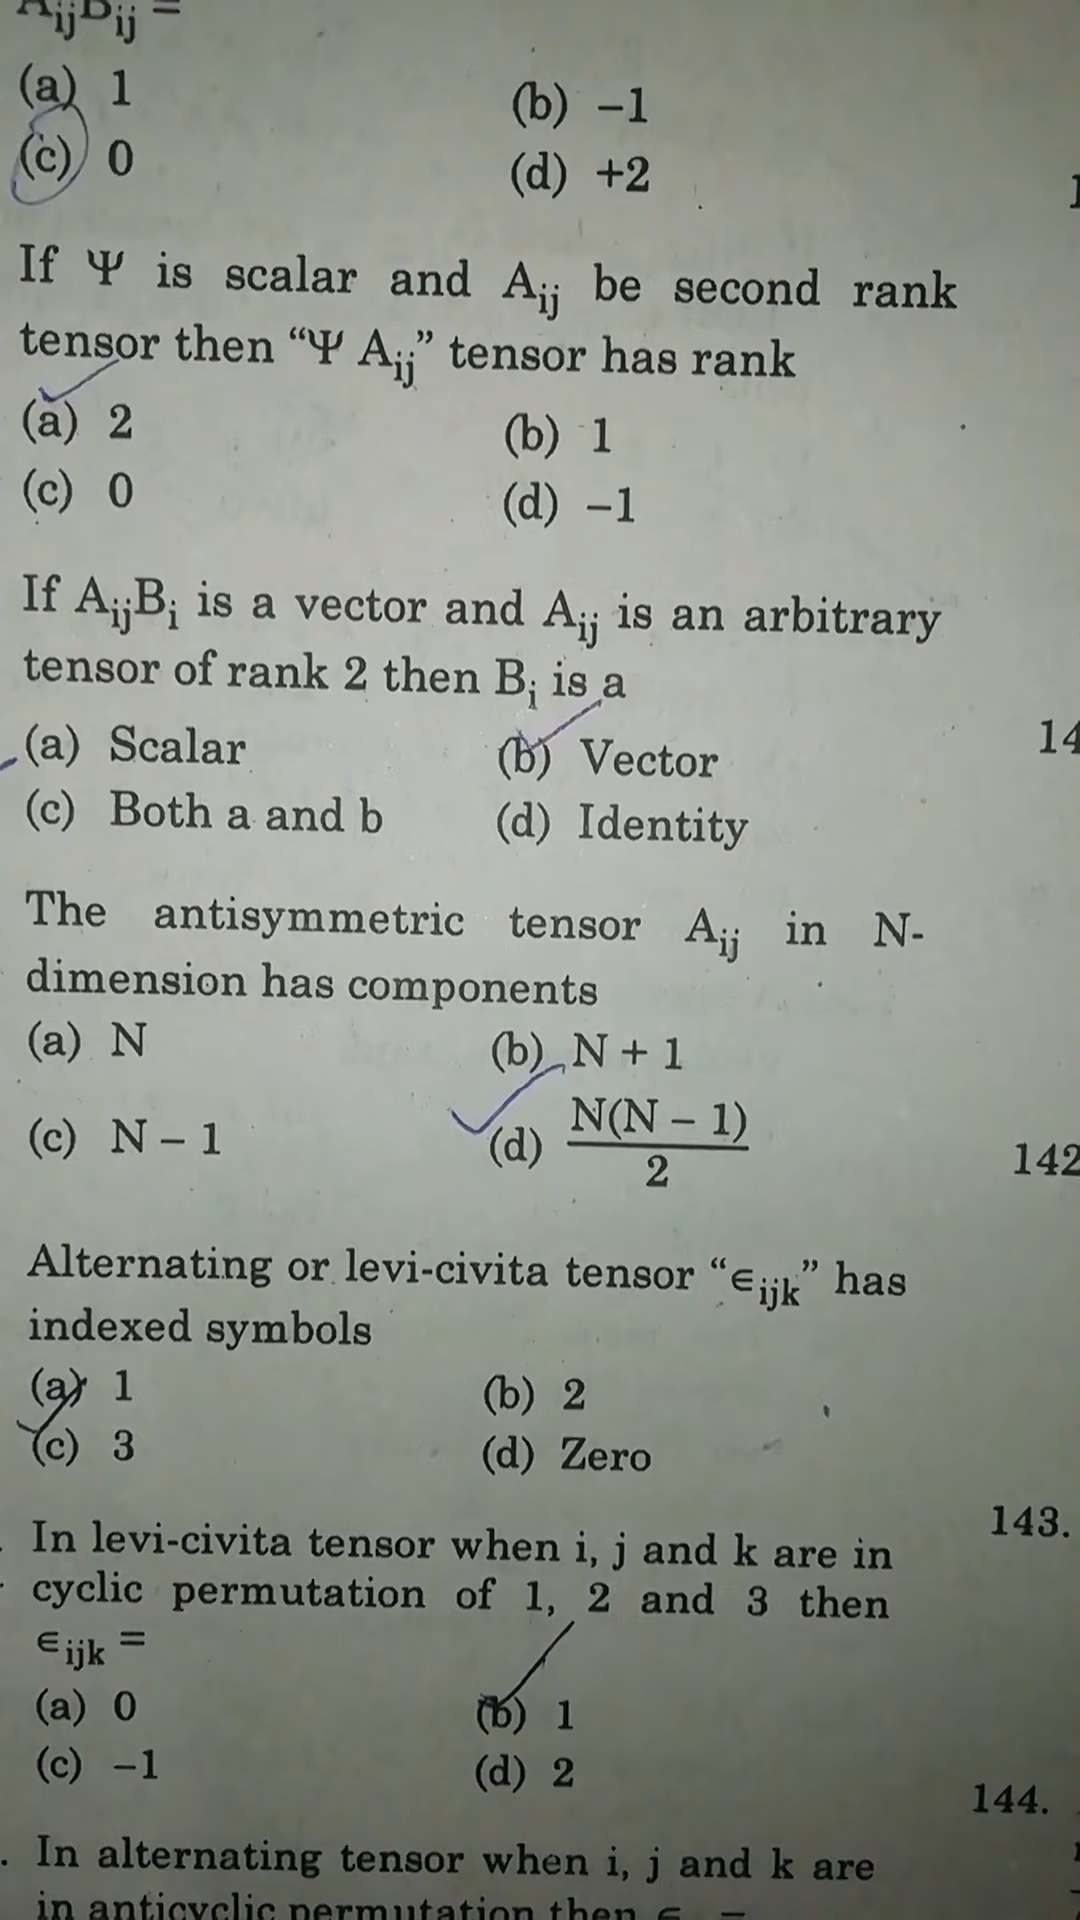 AijBij =
(a) 1 (b) –1
(c) 0 (d) +2
If Ψ is scalar and Aij be second rank
tensor then “Ψ Aij” tensor has rank
(a) 2 (b) 1
(c) 0 (d) –1
If AijBi is a vector and Aij is an arbitrary
tensor of rank 2 then Bi is a
(a) Scalar (b) Vector
(c) Both a and b (d) Identity
14
The antisymmetric tensor Aij in N-
dimension has components
(a) N (b) N + 1
(c) N – 1 (d) N(N – 1)
2
142
Alternating or levi-civita tensor “∈ijk” has
indexed symbols
(a) 1 (b) 2
(c) 3 (d) Zero
143.
In levi-civita tensor when i, j and k are in
cyclic permutation of 1, 2 and 3 then
∈ijk =
(a) 0 (b) 1
(c) –1 (d) 2
144.
In alternating tensor when i, j and k are
in anticyclic permutation then ∈